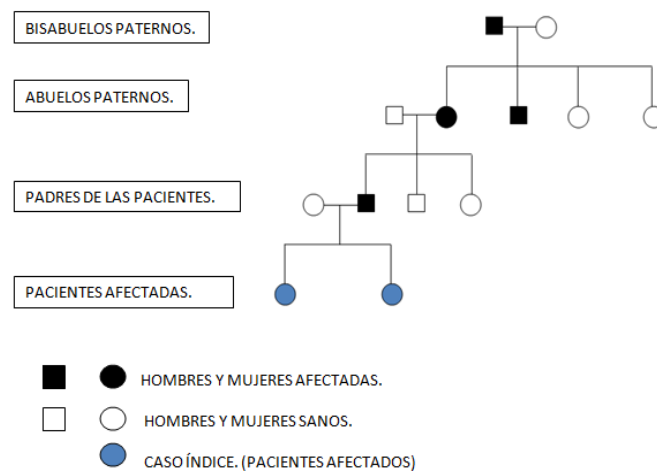 BISABUELOS PATERNOS.
ABUELOS PATERNOS.
PADRES DE LAS PACIENTES.
PACIENTES AFECTADAS.
HOMBRES Y MUJERES AFECTADAS.
HOMBRES Y MUJERES SANOS.
CASO ÍNDICE. (PACIENTES AFECTADOS)